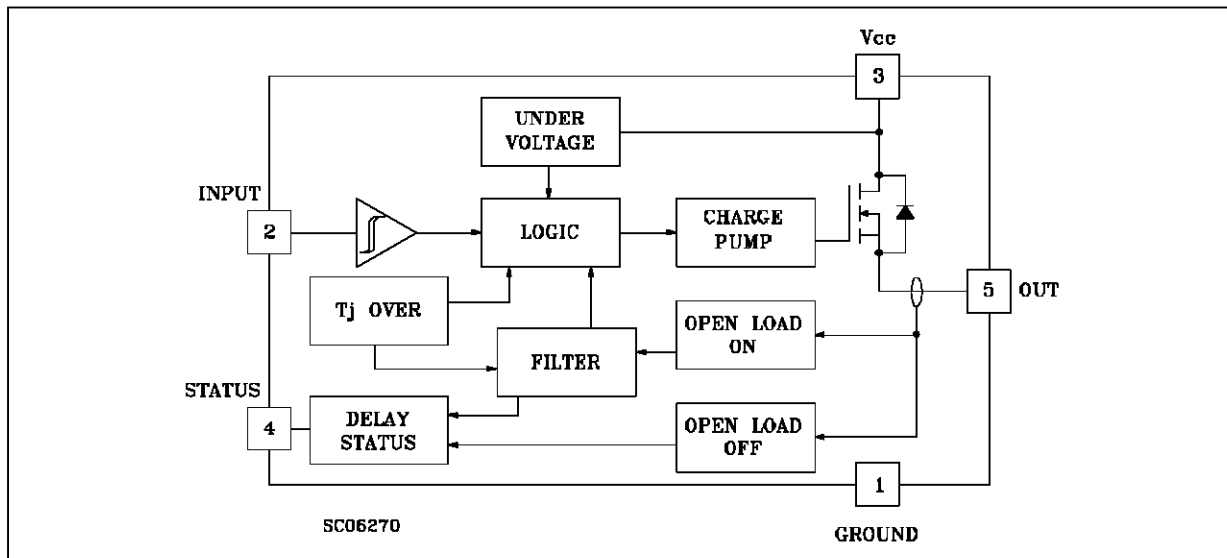 Vcc
3
UNDER
VOLTAGE
INPUT
2
LOGIC
CHARGE
PUMP
Tj OVER
5
OUT
OPEN LOAD
ON
FILTER
STATUS
4
DELAY
STATUS
OPEN LOAD
OFF
1
SC06270
GROUND